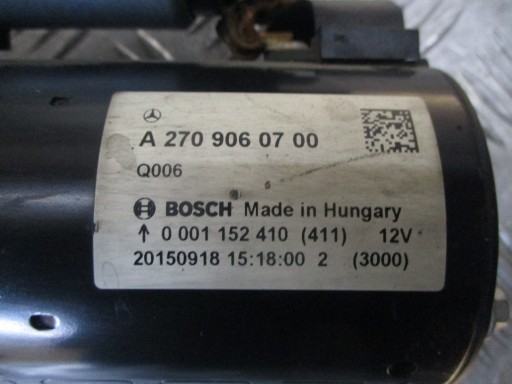 A 270 906 07 00
Q006
BOSCH Made in Hungary
↑ 0 001 152 410 (411) 12V
20150918 15:18:00 2 (3000)